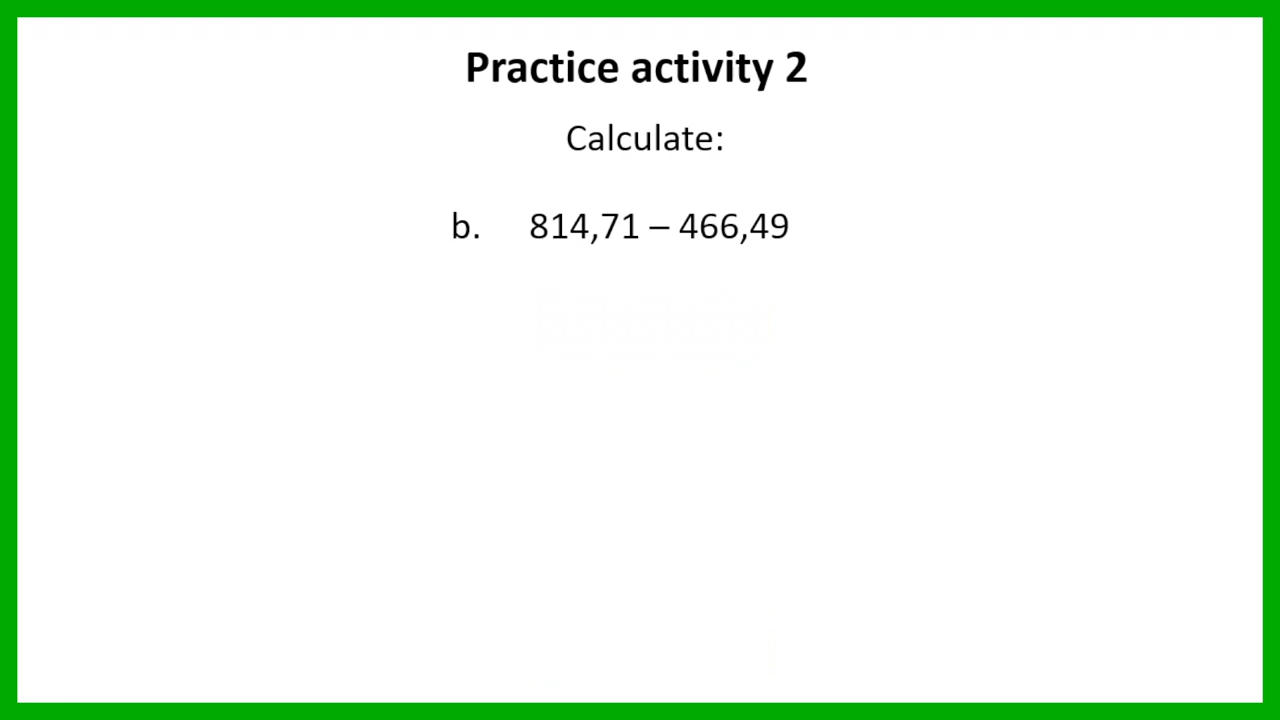 Practice activity 2
Calculate:
b. 814,71 – 466,49